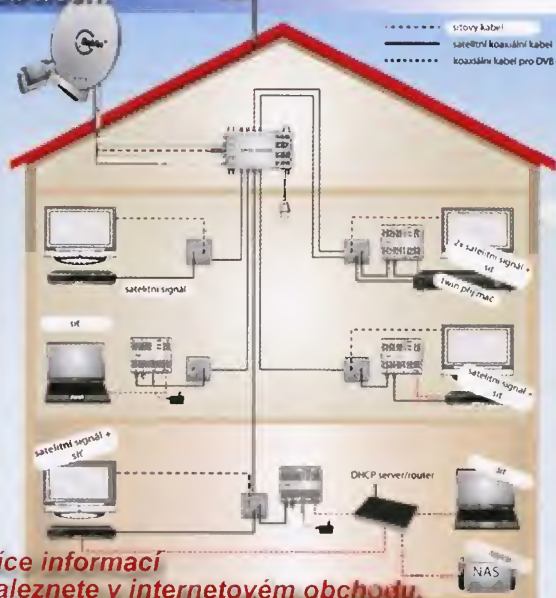 síťový kabel
satelitní koaxiální kabel
koaxiální kabel pro DVB
satelitní signál
2x satelitní signál +
síť
twin přijímač
síť
satelitní signál +
síť
satelitní signál +
síť
DHCP server/router
síť
NAS
íce informací
aleznete v internetovém obchodu.